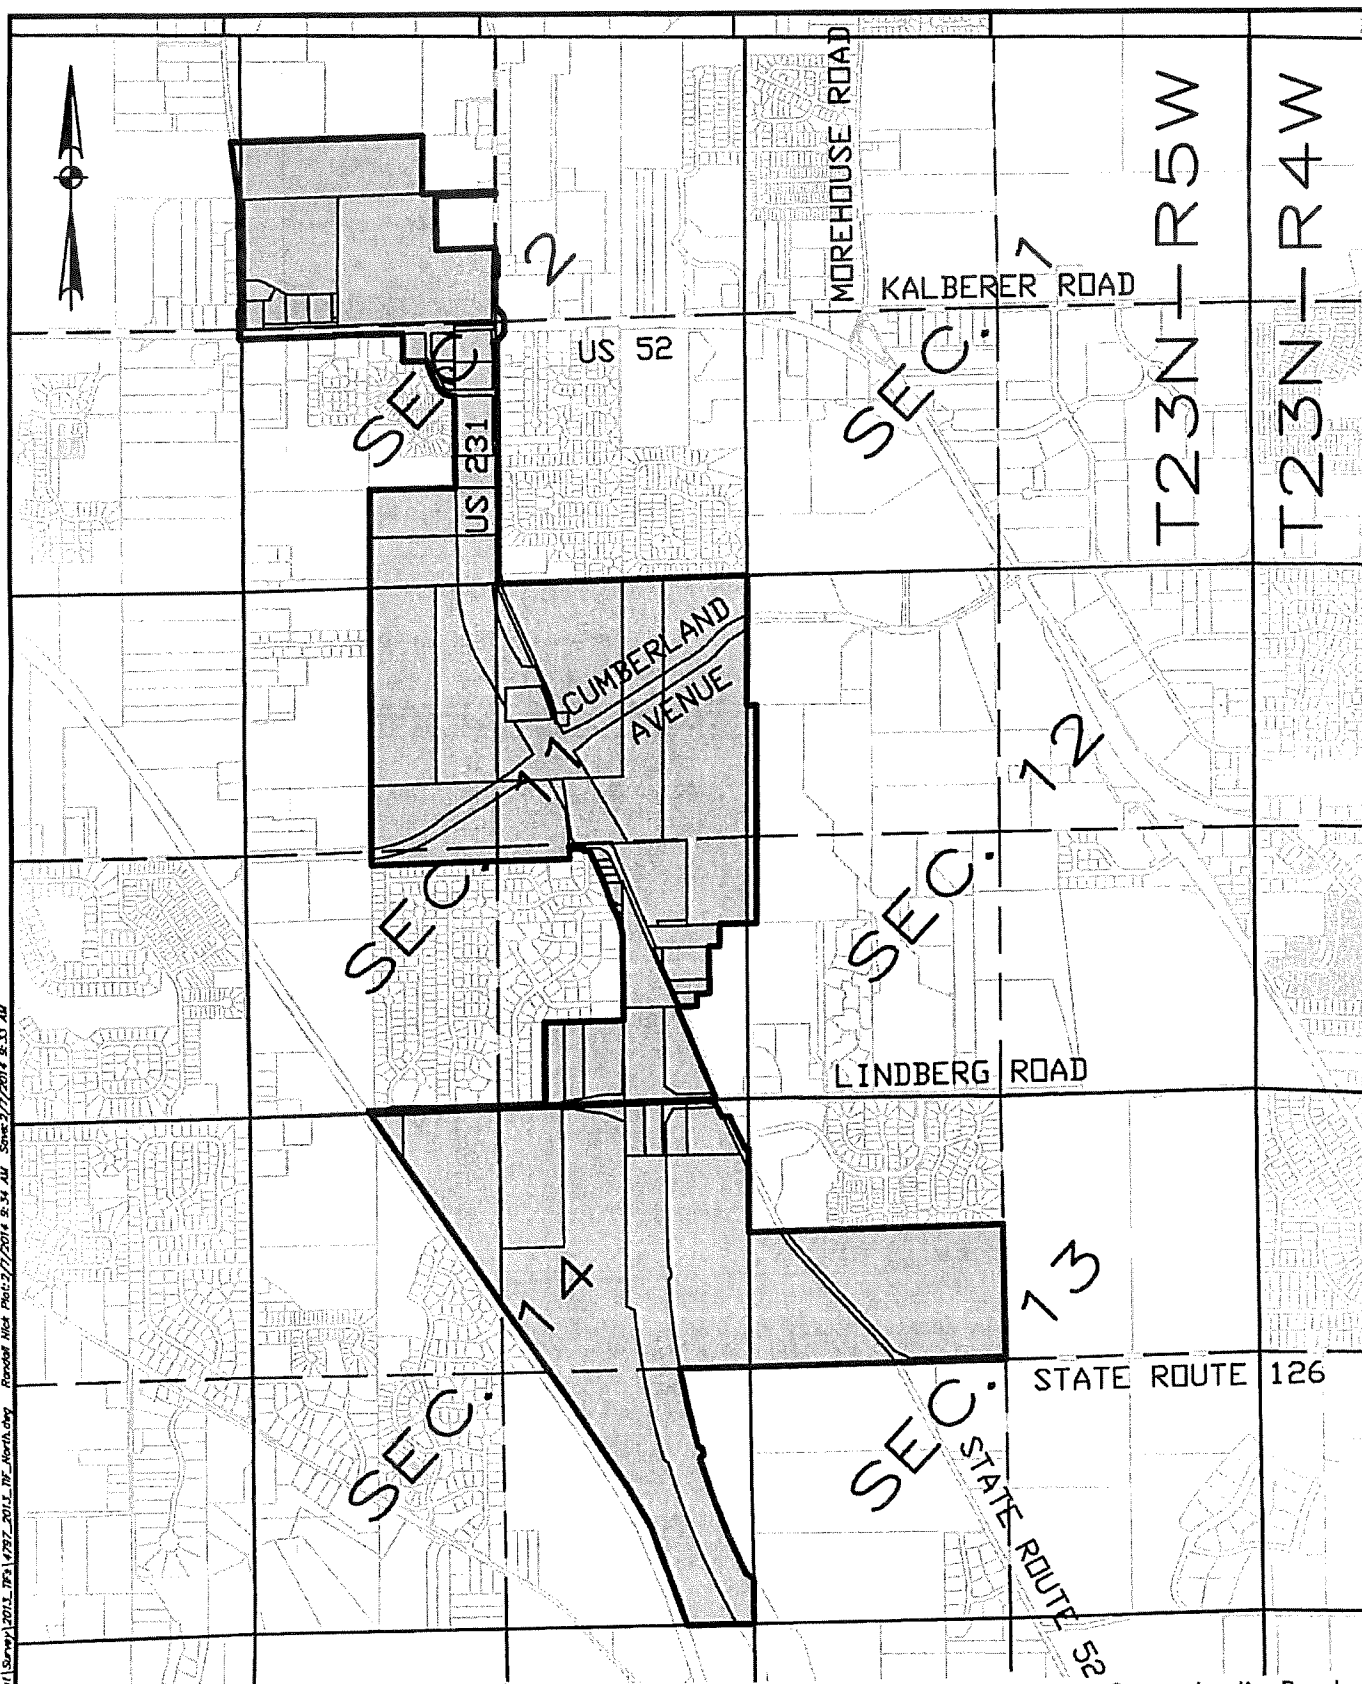 MOREHOUSE ROAD
T23N-R5W
T23N-R4W
SEC. 2
SEC. 1
KALBERER ROAD
US 52
US 231
CUMBERLAND
AVENUE
SEC. 11
SEC. 12
LINDBERG ROAD
SEC. 14
SEC. 13
STATE ROUTE 126
STATE ROUTE 52